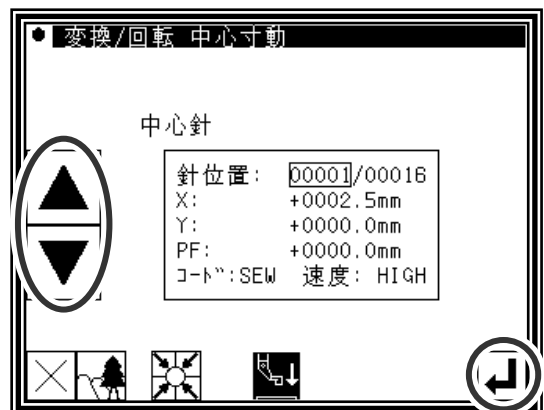 変換/回転 中心寸動
中心針
針位置: 00001/00016
X: +0002.5mm
Y: +0000.0mm
PF: +0000.0mm
コード:SEW 速度: HIGH